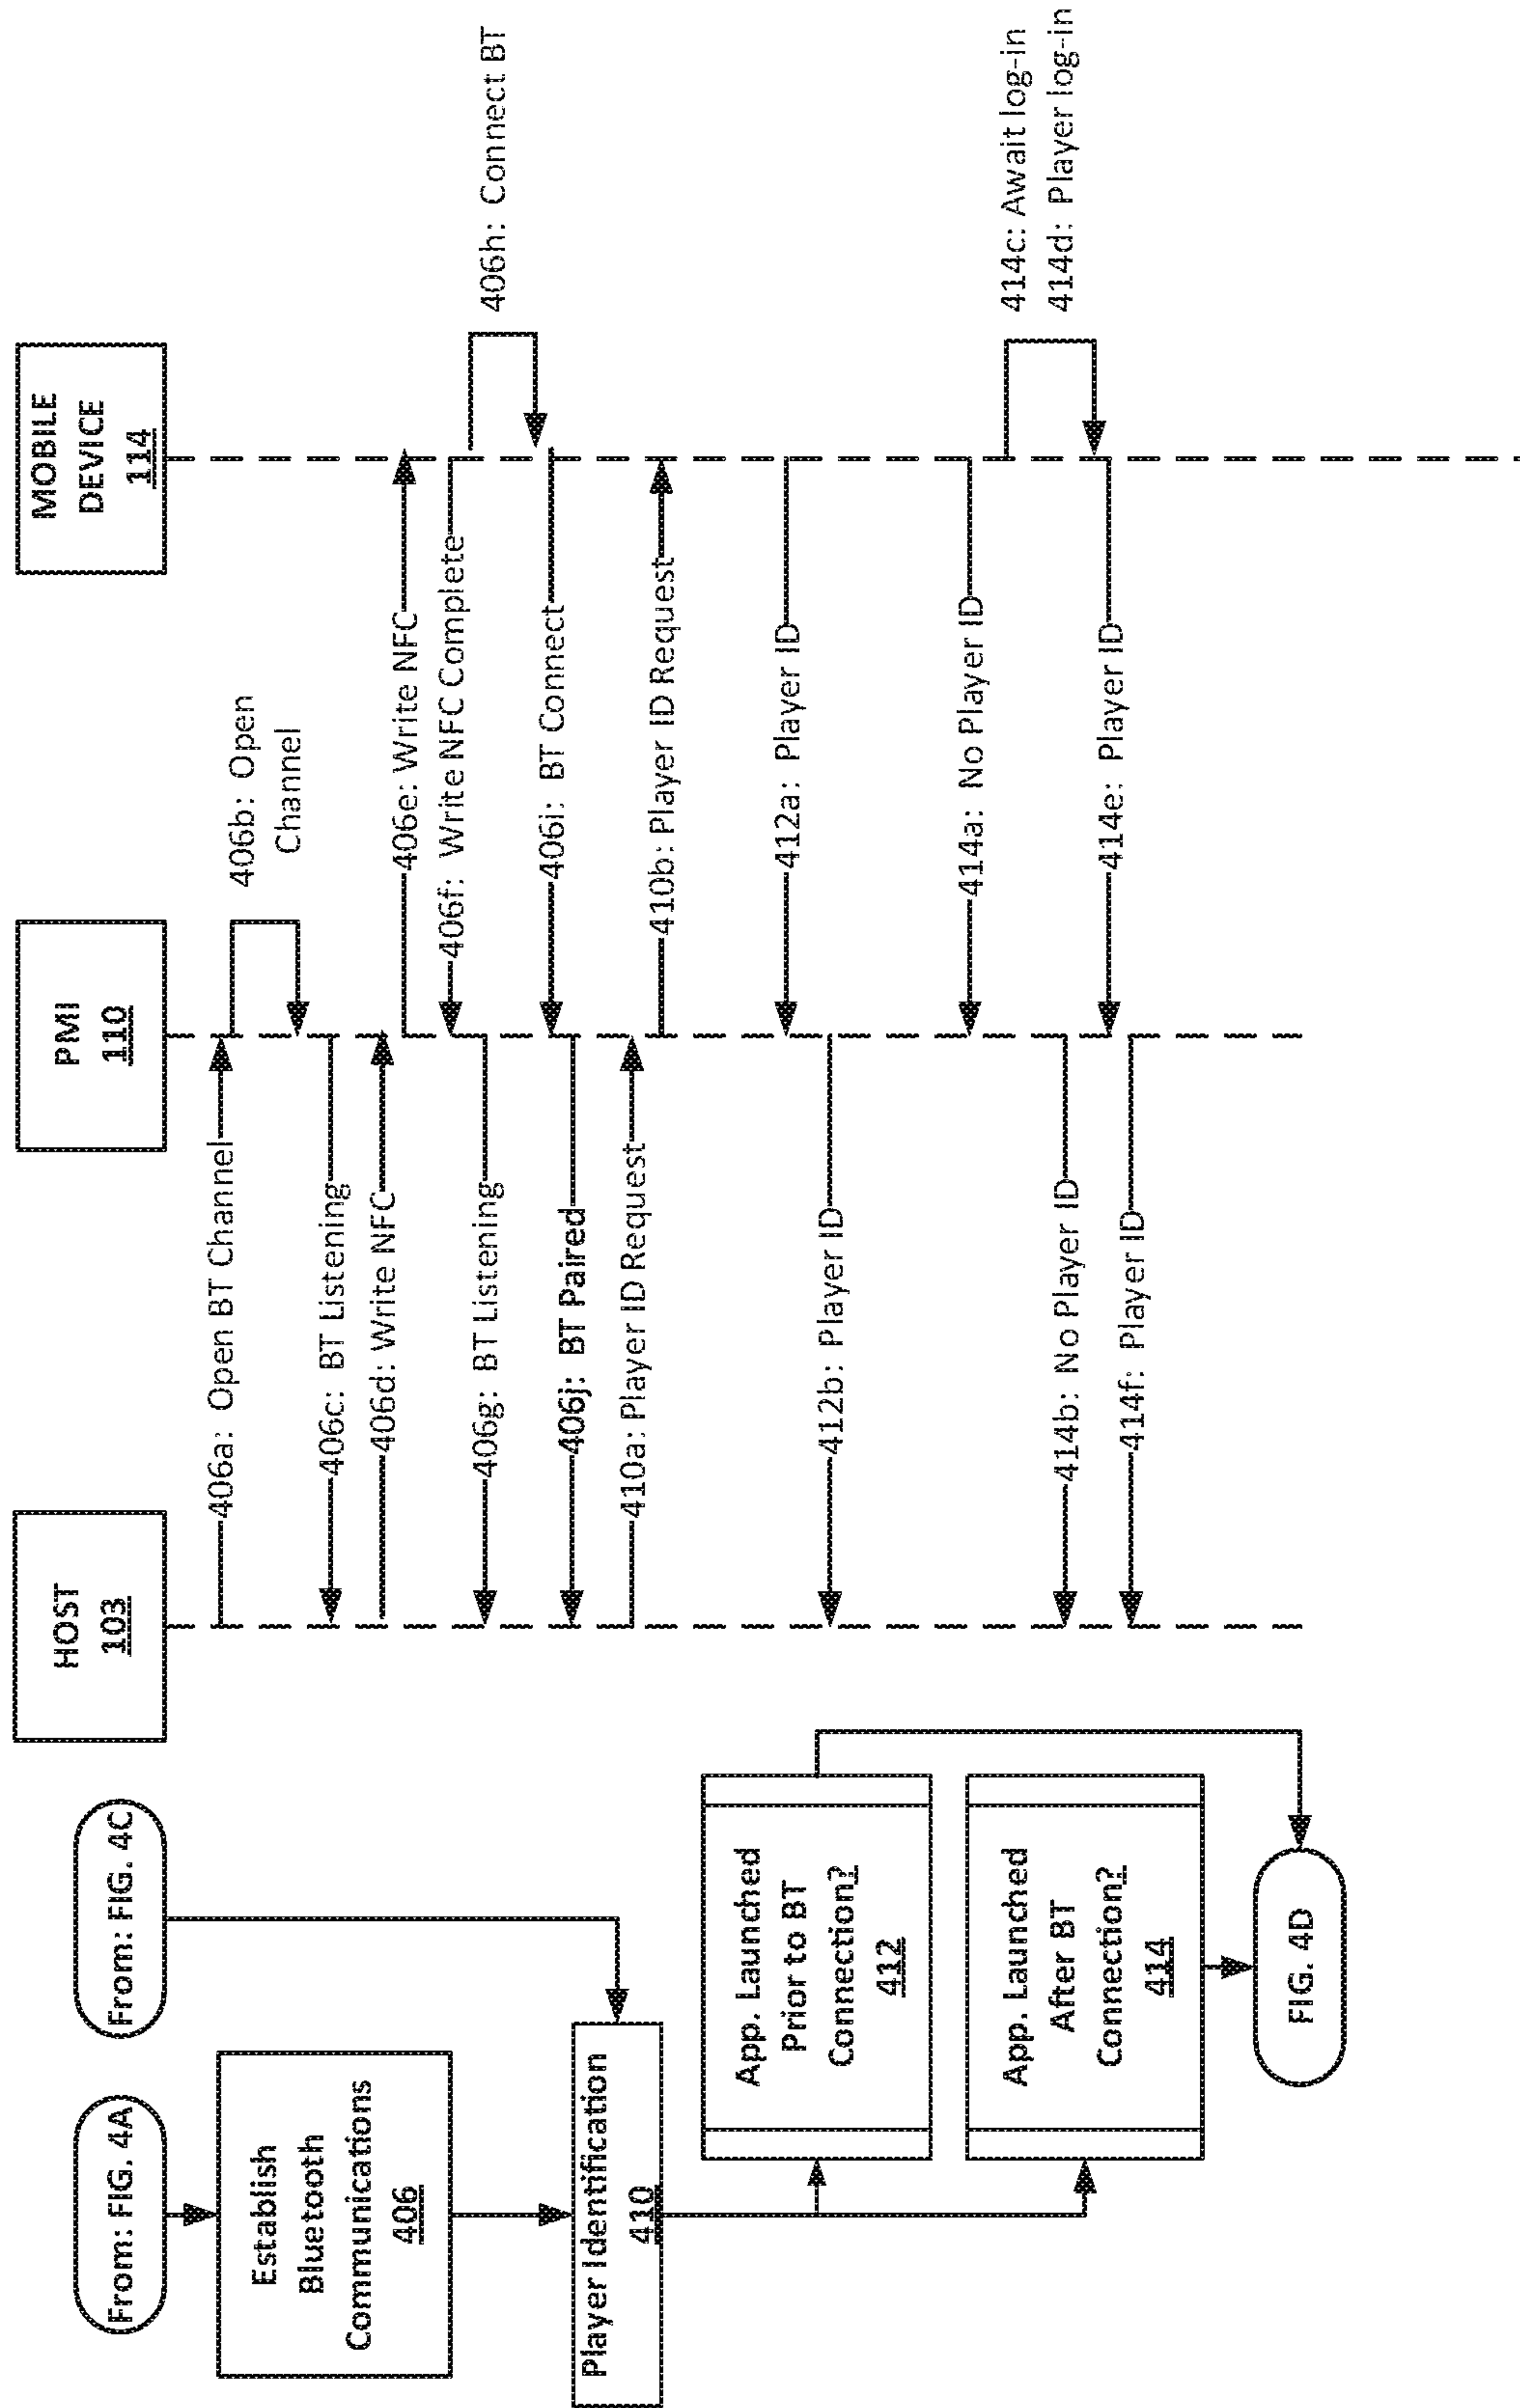 From: FIG. 4A
From: FIG. 4C
Establish
Bluetooth
Communications
406
Player Identification
410
App. Launched
Prior to BT
Connection?
412
App. Launched
After BT
Connection?
414
FIG. 4D
HOST
103
PMI
110
MOBILE
DEVICE
114
406a: Open BT Channel
406b: Open
Channel
406c: BT Listening
406d: Write NFC
406e: Write NFC
406f: Write NFC Complete
406g: BT Listening
406h: Connect BT
406i: BT Connect
406j: BT Paired
410a: Player ID Request
410b: Player ID Request
412a: Player ID
412b: Player ID
414a: No Player ID
414b: No Player ID
414c: Await log-in
414d: Player log-in
414e: Player ID
414f: Player ID